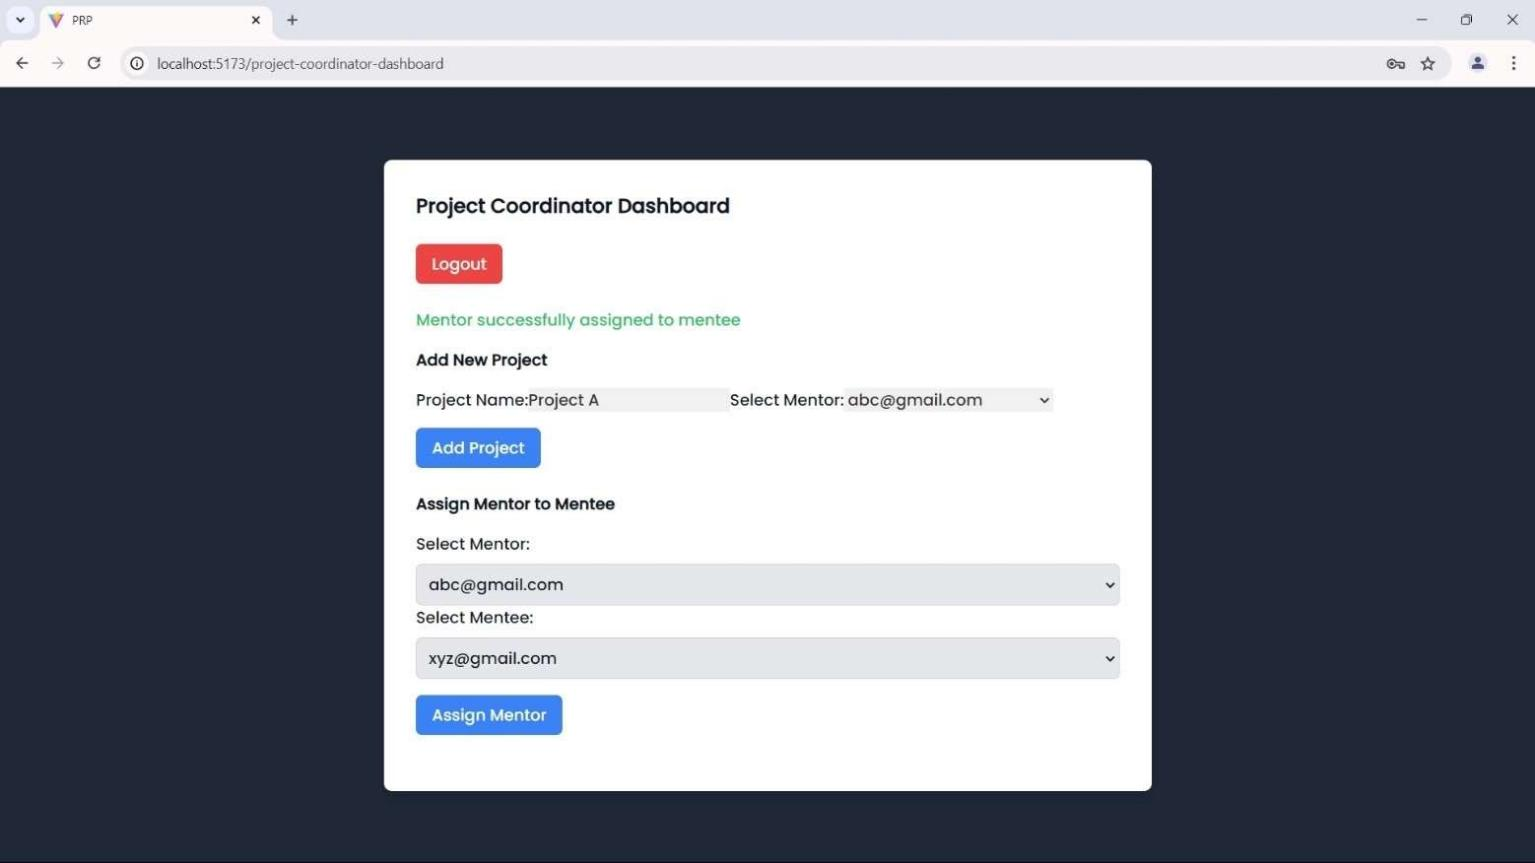 PRP
localhost:5173/project-coordinator-dashboard
Project Coordinator Dashboard
Logout
Mentor successfully assigned to mentee
Add New Project
Project Name:Project A Select Mentor: abc@gmail.com
Add Project
Assign Mentor to Mentee
Select Mentor:
abc@gmail.com
Select Mentee:
xyz@gmail.com
Assign Mentor